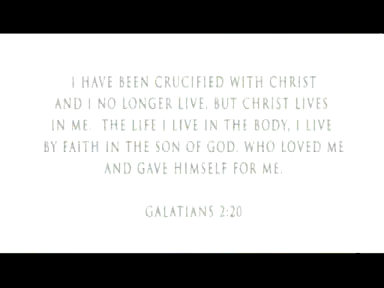 I HAVE BEEN CRUCIFIED WITH CHRIST
AND I NO LONGER LIVE, BUT CHRIST LIVES
IN ME. THE LIFE I LIVE IN THE BODY, I LIVE
BY FAITH IN THE SON OF GOD, WHO LOVED ME
AND GAVE HIMSELF FOR ME.
GALATIANS 2:20